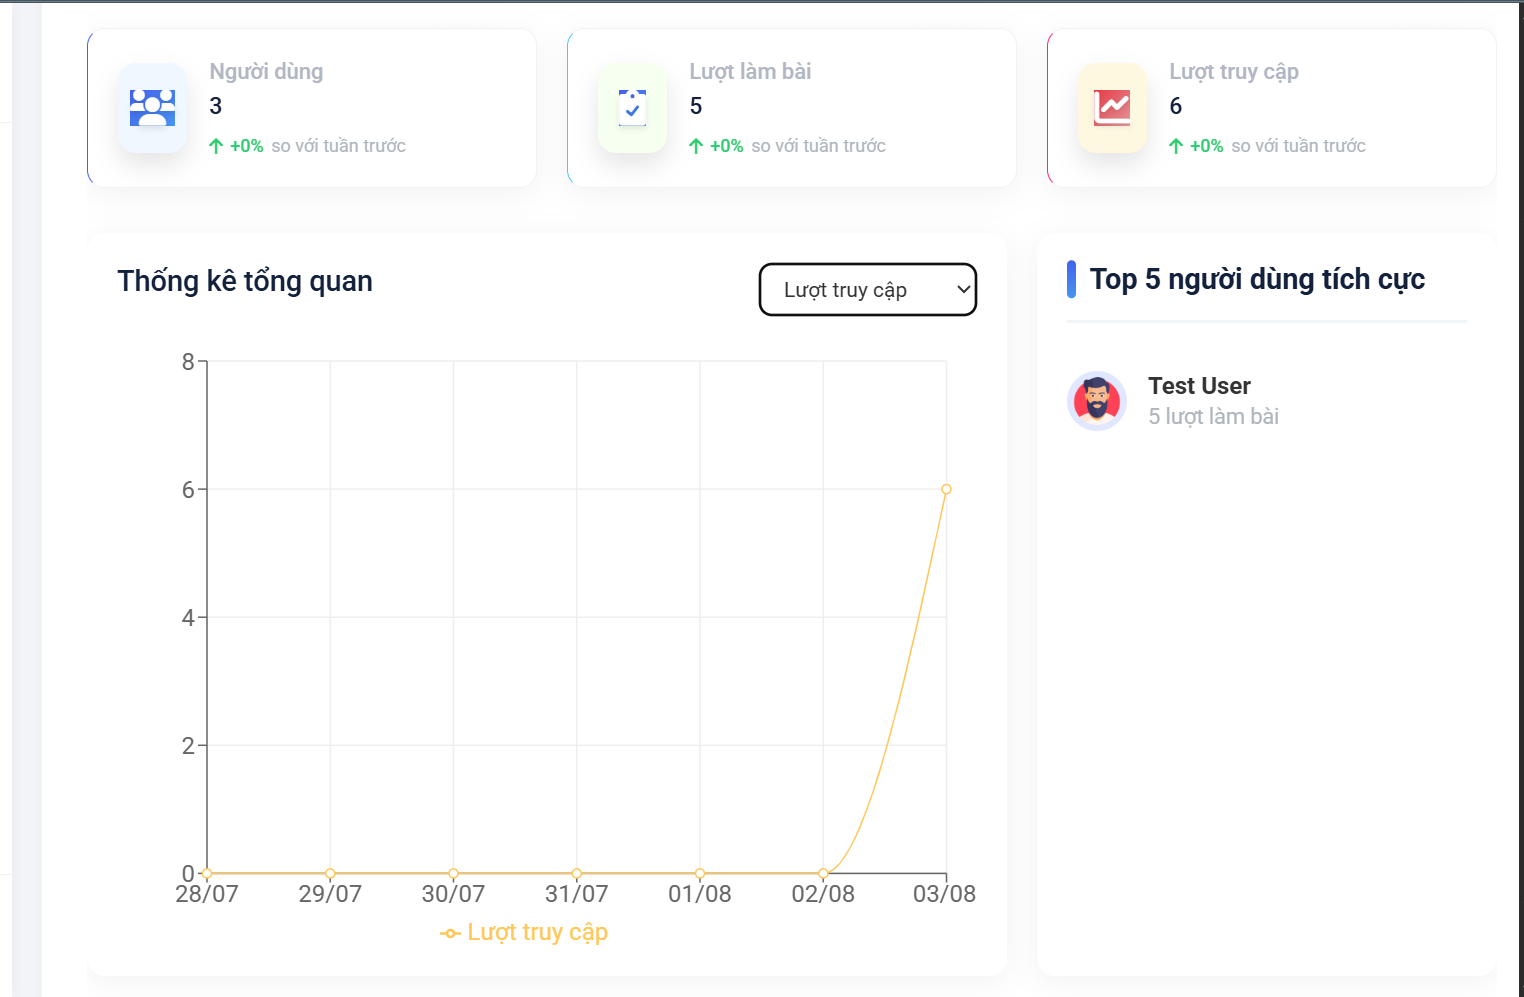 Người dùng
3
+0% so với tuần trước
Lượt làm bài
5
+0% so với tuần trước
Lượt truy cập
6
+0% so với tuần trước
Thống kê tổng quan
Lượt truy cập
8
6
4
2
0
28/07 29/07 30/07 31/07 01/08 02/08 03/08
Lượt truy cập
Top 5 người dùng tích cực
Test User
5 lượt làm bài